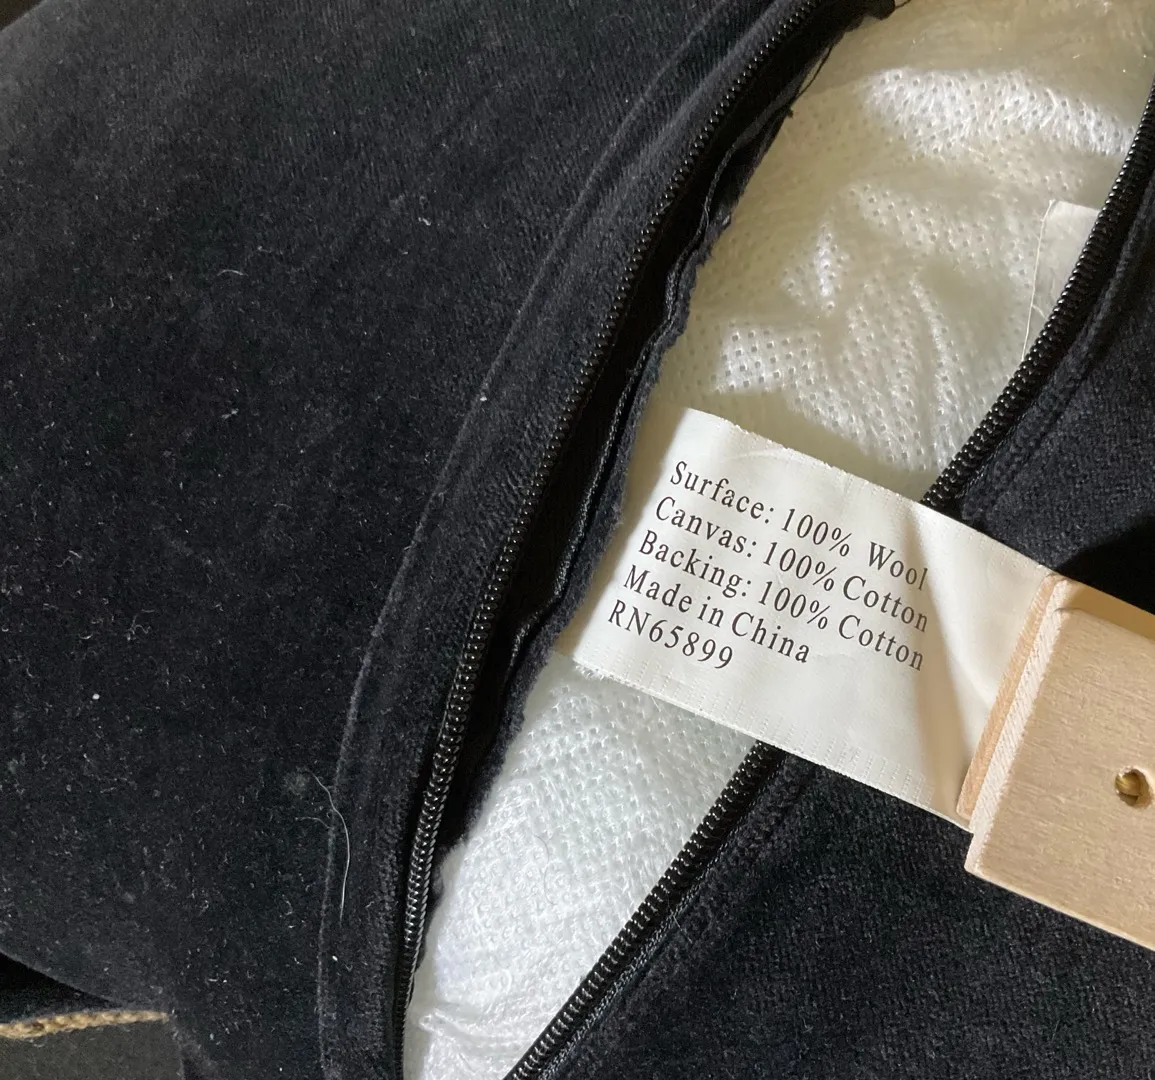 Surface: 100% Wool
Canvas: 100% Cotton
Backing: 100% Cotton
Made in China
RN65899